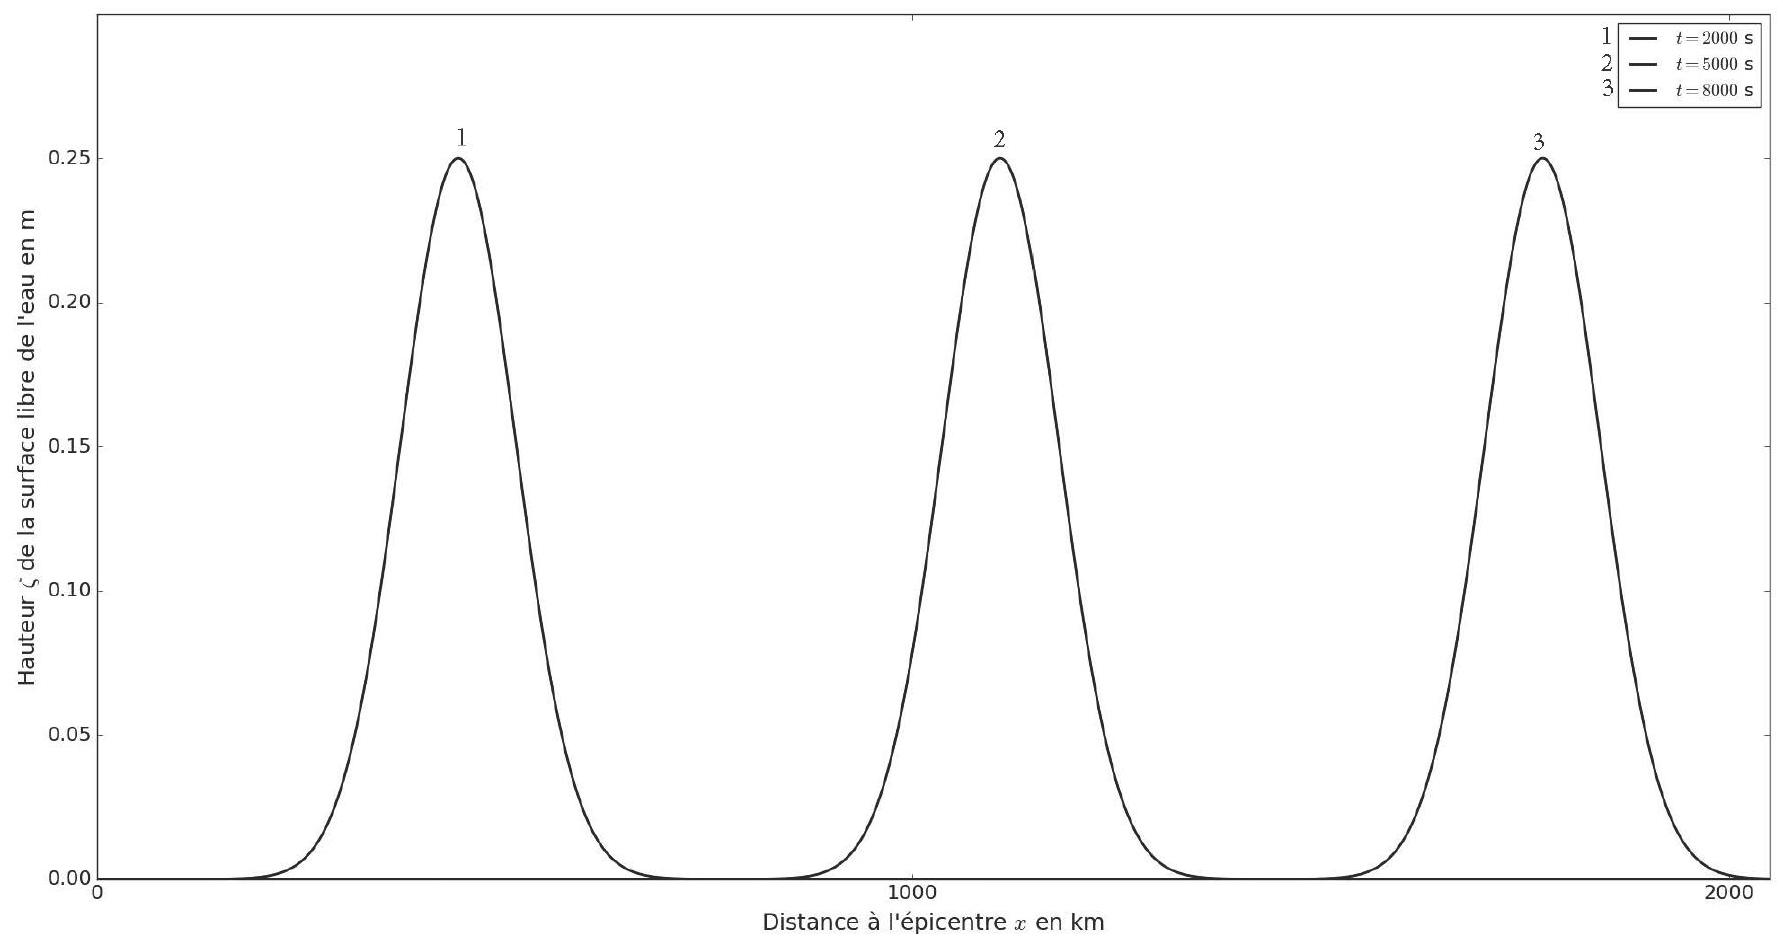 1 t = 2000 s
2 t = 5000 s
3 t = 8000 s
1 2 3
0.25
0.20
0.15
0.10
0.05
0.00
Hauteur ζ de la surface libre de l'eau en m
0 1000 2000
Distance à l'épicentre x en km